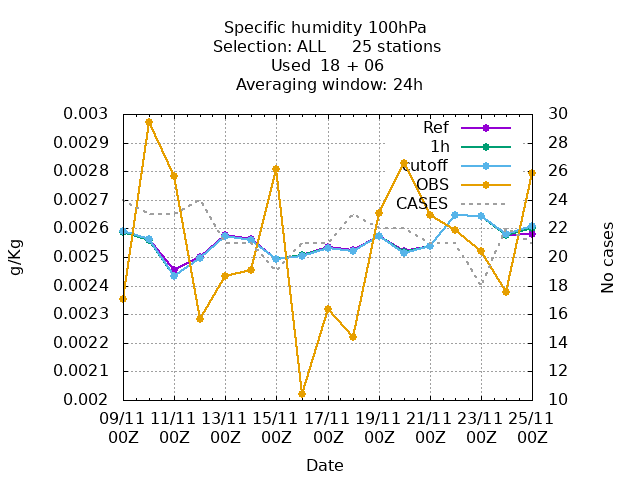 Specific humidity 100hPa
Selection: ALL 25 stations
Used 18 + 06
Averaging window: 24h
0.003
0.0029
0.0028
0.0027
0.0026
0.0025
0.0024
0.0023
0.0022
0.0021
0.002
g/Kg
Ref
1h
cutoff
OBS
CASES
30
28
26
24
22
20
18
16
14
12
10
No cases
09/11 11/11 13/11 15/11 17/11 19/11 21/11 23/11 25/11
00Z 00Z 00Z 00Z 00Z 00Z 00Z 00Z 00Z
Date